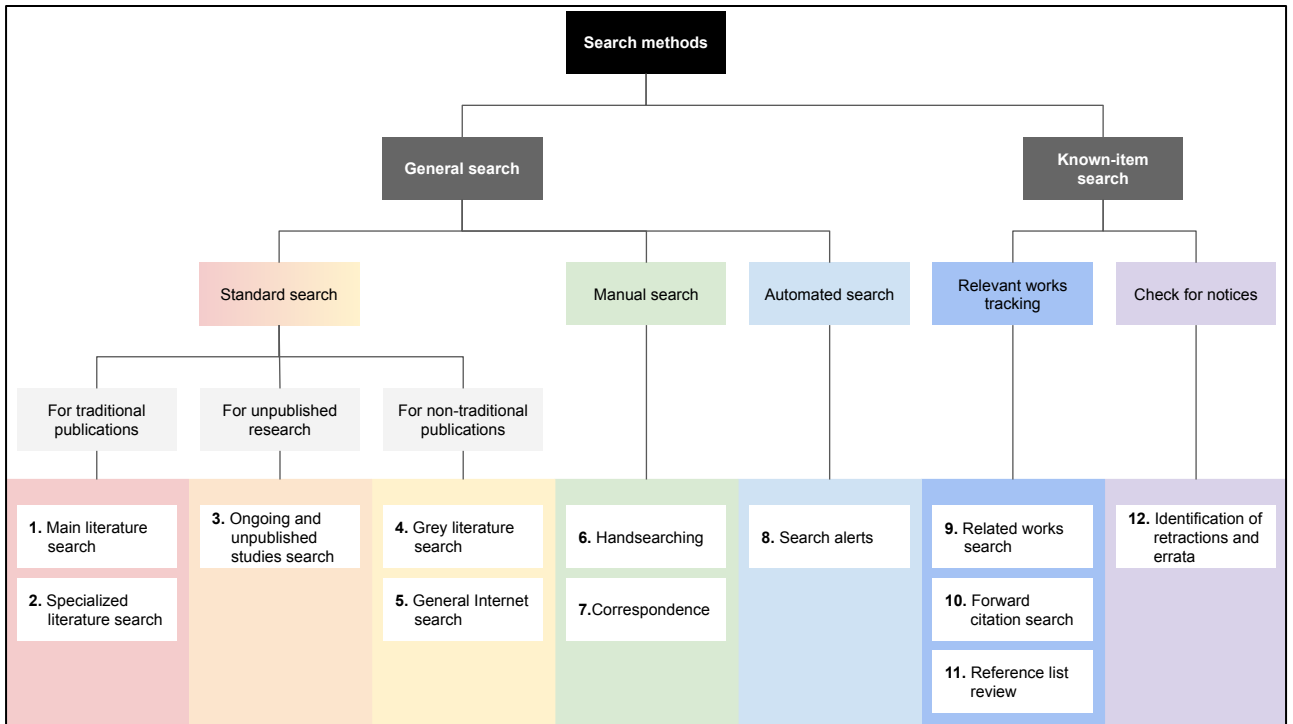 Search methods
General search
Known-item
search
Standard search
Manual search
Automated search
Relevant works
tracking
Check for notices
For traditional
publications
For unpublished
research
For non-traditional
publications
1. Main literature
search
2. Specialized
literature search
3. Ongoing and
unpublished
studies search
4. Grey literature
search
5. General Internet
search
6. Handsearching
7.Correspondence
8. Search alerts
9. Related works
search
10. Forward
citation search
11. Reference list
review
12. Identification of
retractions and
errata